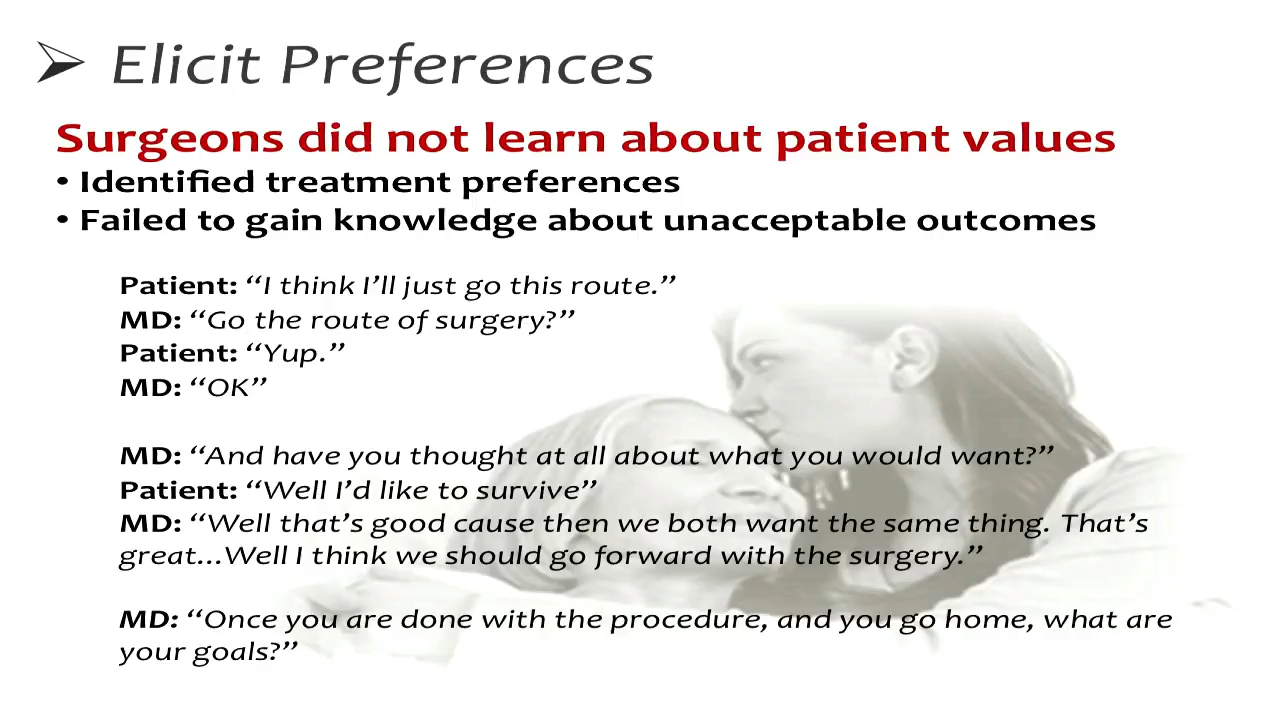 ➢ Elicit Preferences
Surgeons did not learn about patient values
• Identified treatment preferences
• Failed to gain knowledge about unacceptable outcomes
Patient: “I think I’ll just go this route.”
MD: “Go the route of surgery?”
Patient: “Yup.”
MD: “OK”
MD: “And have you thought at all about what you would want?”
Patient: “Well I’d like to survive”
MD: “Well that’s good cause then we both want the same thing. That’s
great...Well I think we should go forward with the surgery.”
MD: “Once you are done with the procedure, and you go home, what are
your goals?”